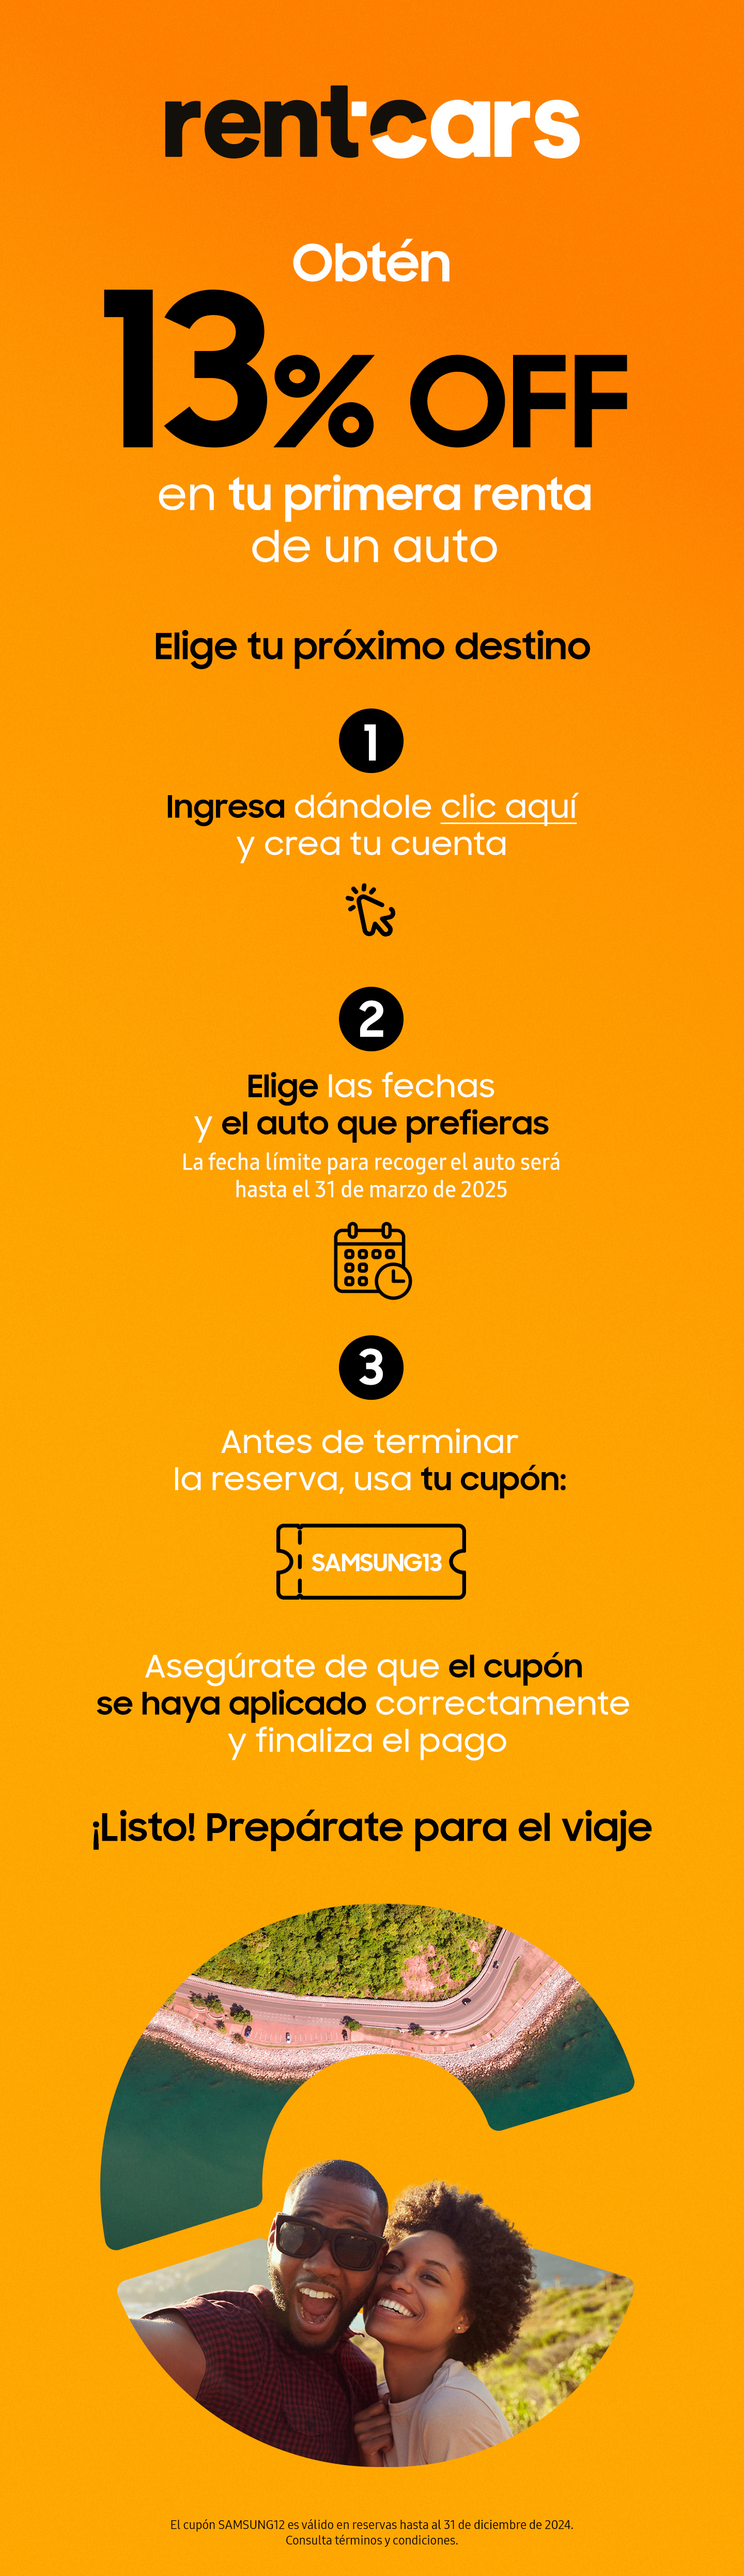 rentcars
Obtén
13% OFF
en tu primera renta
de un auto
Elige tu próximo destino
1
Ingresa dándole clic aquí
y crea tu cuenta
2
Elige las fechas
y el auto que prefieras
La fecha límite para recoger el auto será
hasta el 31 de marzo de 2025
3
Antes de terminar
la reserva, usa tu cupón:
SAMSUNG13
Asegúrate de que el cupón
se haya aplicado correctamente
y finaliza el pago
¡Listo! Prepárate para el viaje
El cupón SAMSUNG12 es válido en reservas hasta al 31 de diciembre de 2024.
Consulta términos y condiciones.